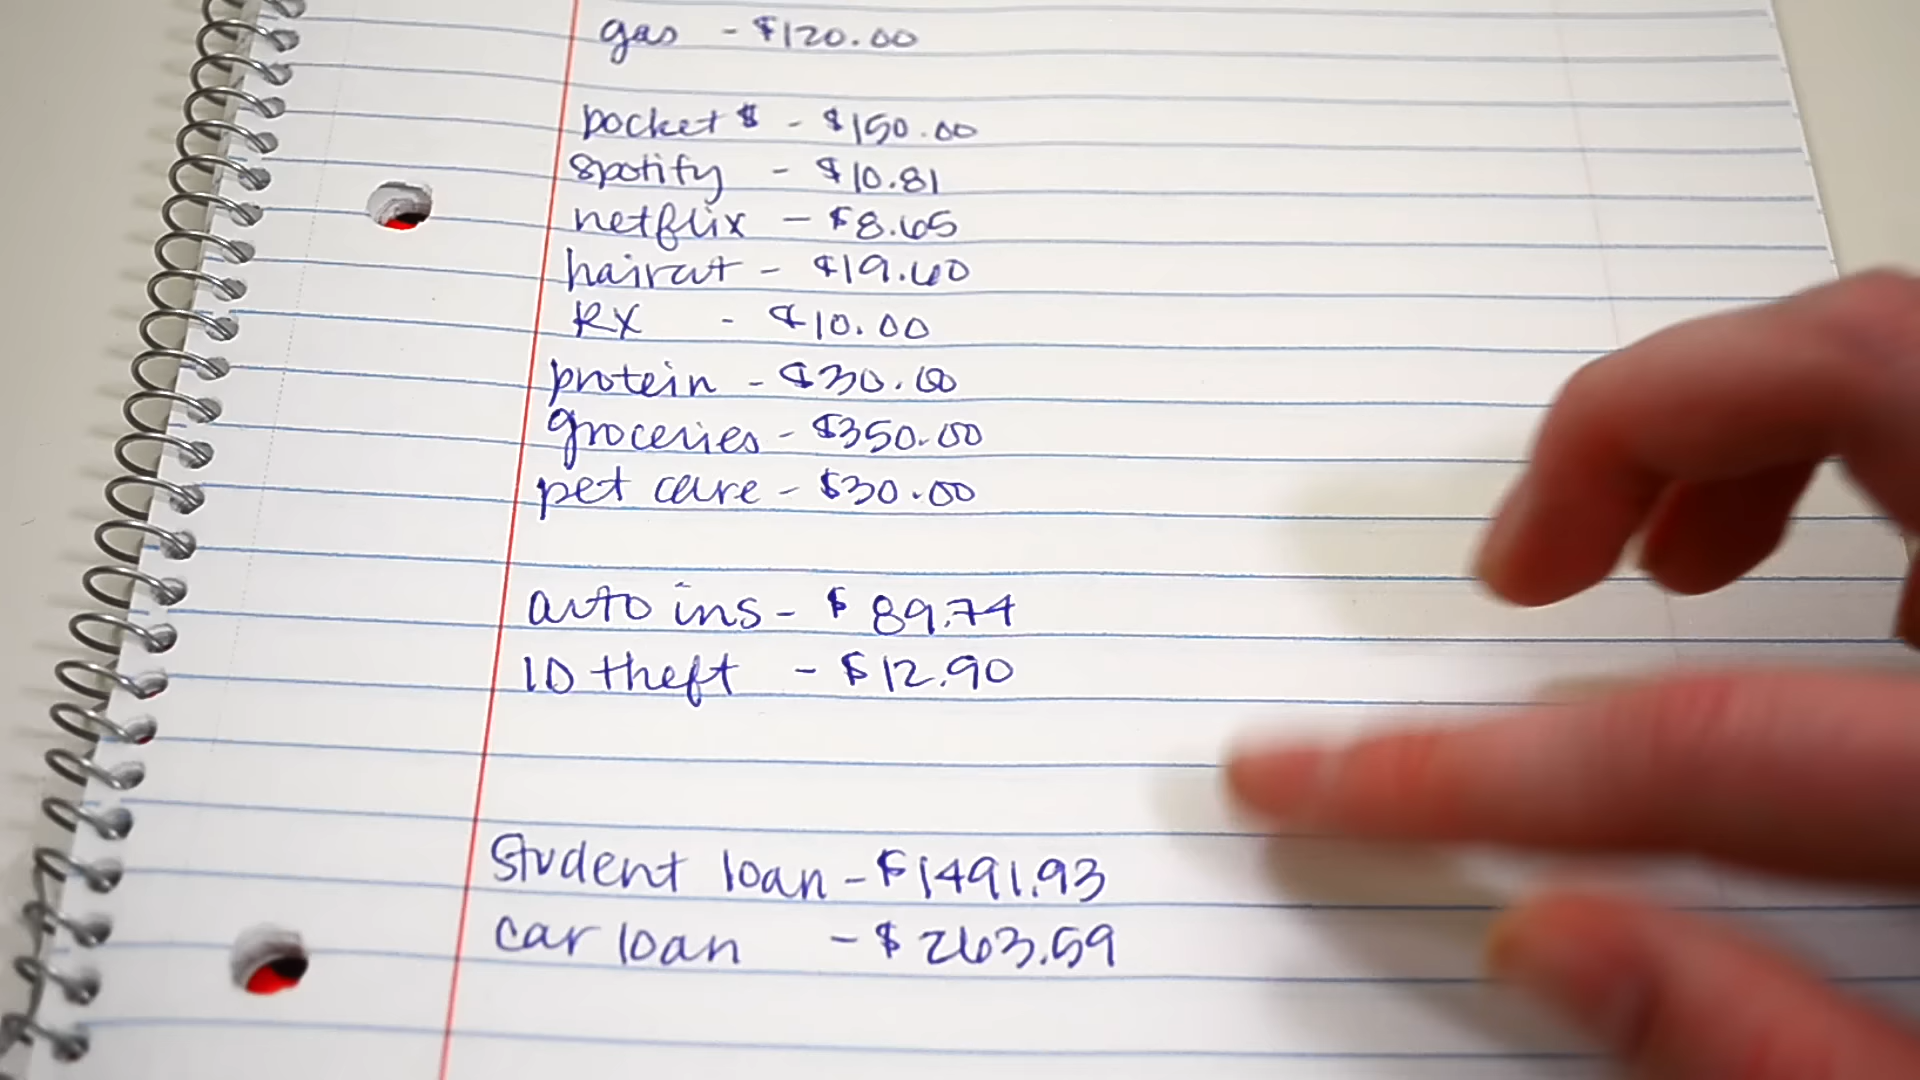 gas - $120.00
pocket $ - $150.00
spotify - $10.81
netflix - $8.65
haircut - $19.60
RX - $10.00
protein - $30.00
groceries - $350.00
pet care - $30.00
auto ins - $89.74
ID theft - $12.90
student loan - $1491.93
car loan - $263.59